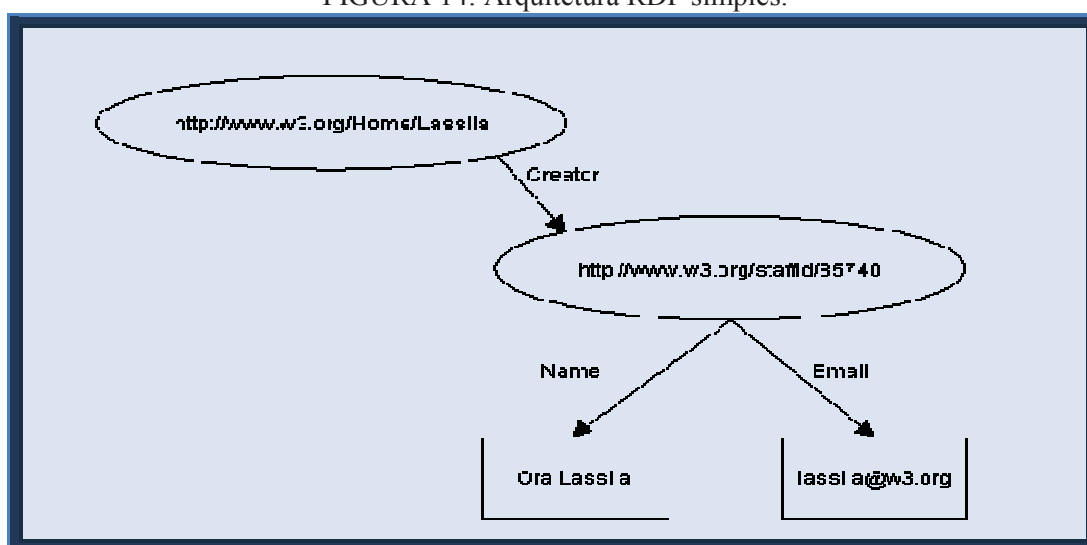 FIGURA 14: Arquitetura RDF simples.
http://www.w3.org/Home/Lassila
Creator
http://www.w3.org/staffId/85740
Name
Email
Ora Lassila
lassila@w3.org